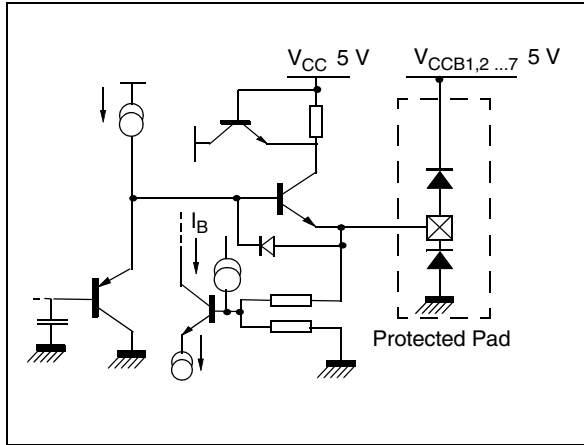 V_CC 5 V
V_CCB1,2 ...7 5 V
I_B
Protected Pad